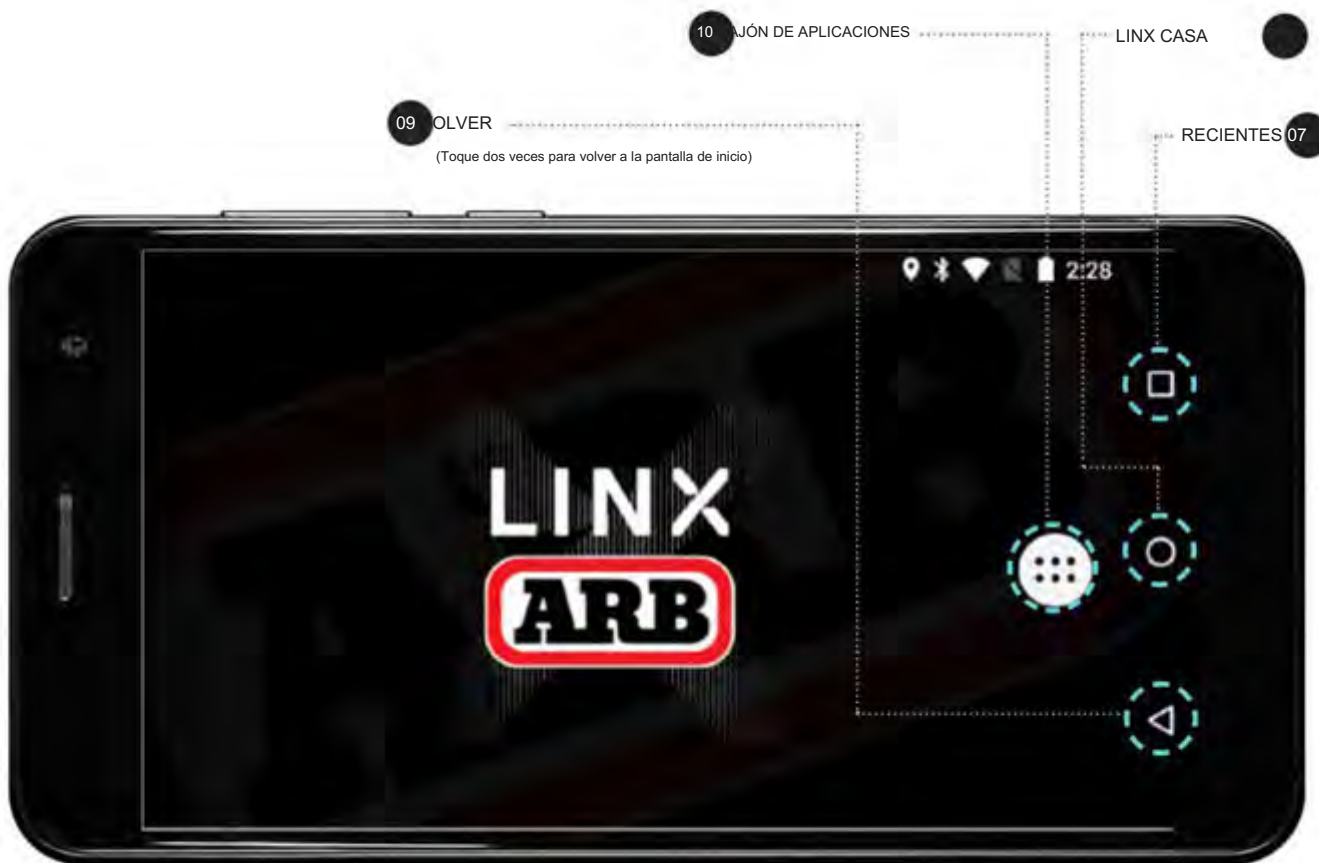 10 AJÓN DE APLICACIONES
LINX CASA
09 OLVER
RECIENTES 07
(Toque dos veces para volver a la pantalla de inicio)
2:28
LINX
ARB